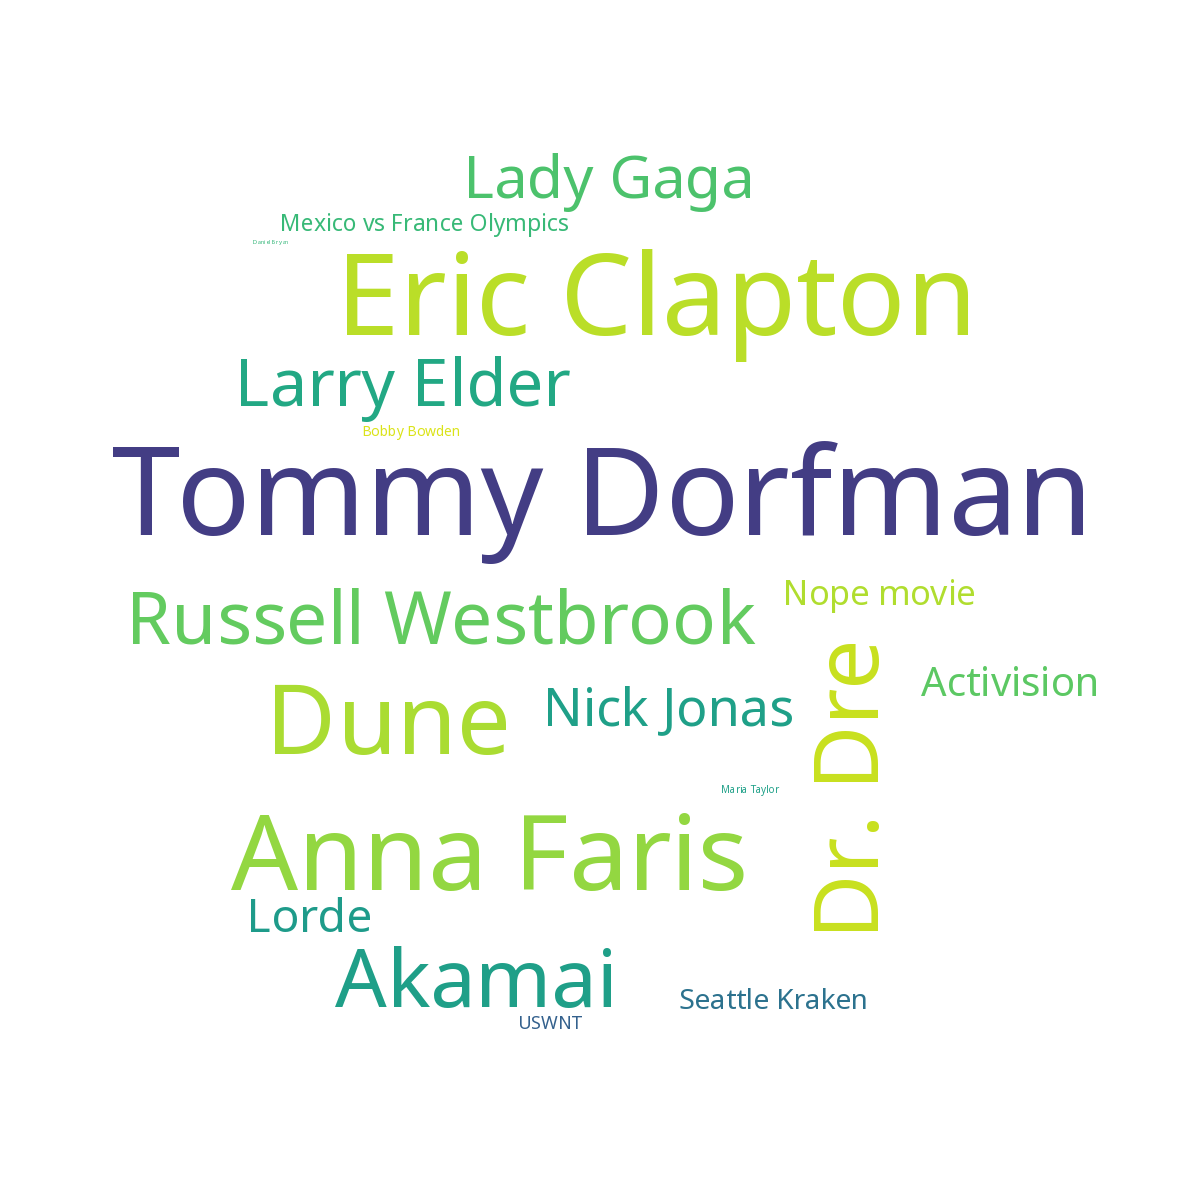 Lady Gaga
Mexico vs France Olympics
Daniel Bryan
Eric Clapton
Larry Elder
Bobby Bowden
Tommy Dorfman
Russell Westbrook
Nope movie
Activision
Dune
Nick Jonas
Dr. Dre
Maria Taylor
Anna Faris
Lorde
Akamai
Seattle Kraken
USWNT